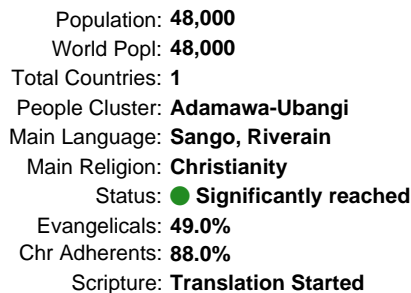 Population: 48,000
World Popl: 48,000
Total Countries: 1
People Cluster: Adamawa-Ubangi
Main Language: Sango, Riverain
Main Religion: Christianity
Status: Significantly reached
Evangelicals: 49.0%
Chr Adherents: 88.0%
Scripture: Translation Started